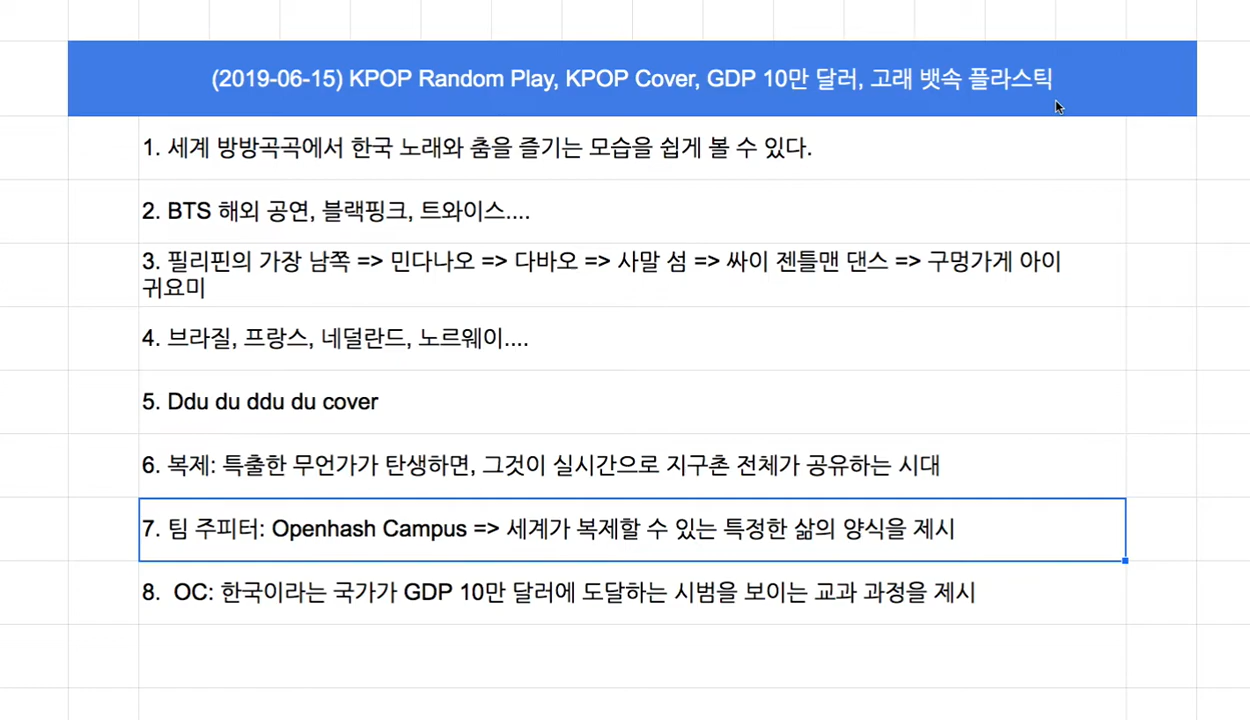 (2019-06-15) KPOP Random Play, KPOP Cover, GDP 10만 달러, 고래 뱃속 플라스틱
1. 세계 방방곡곡에서 한국 노래와 춤을 즐기는 모습을 쉽게 볼 수 있다.
2. BTS 해외 공연, 블랙핑크, 트와이스....
3. 필리핀의 가장 남쪽 => 민다나오 => 다바오 => 사말 섬 => 싸이 젠틀맨 댄스 => 구멍가게 아이
귀요미
4. 브라질, 프랑스, 네덜란드, 노르웨이....
5. Ddu du ddu du cover
6. 복제: 특출한 무언가가 탄생하면, 그것이 실시간으로 지구촌 전체가 공유하는 시대
7. 팀 주피터: Openhash Campus => 세계가 복제할 수 있는 특정한 삶의 양식을 제시
8. OC: 한국이라는 국가가 GDP 10만 달러에 도달하는 시범을 보이는 교과 과정을 제시